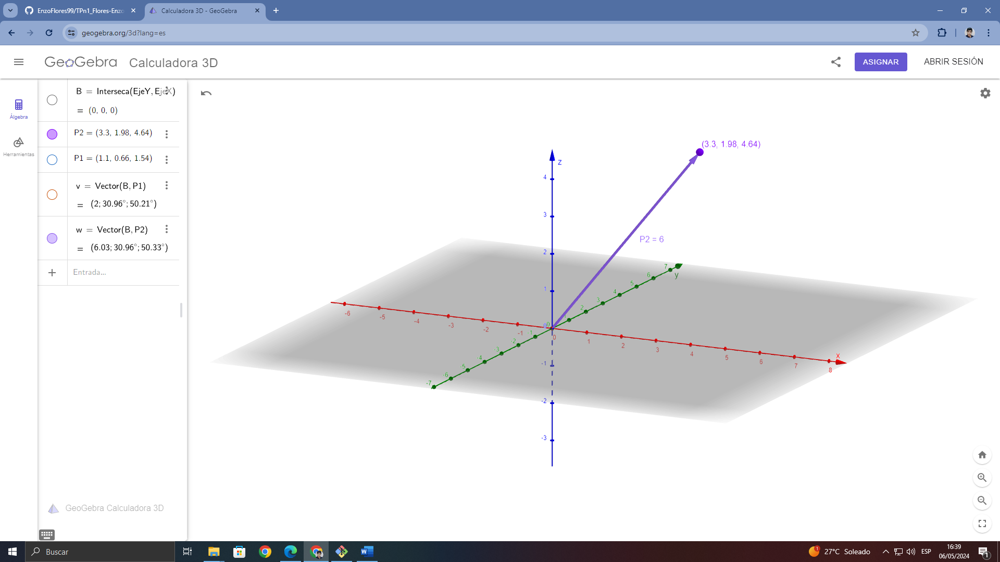 EnzoFlores99/TPn1_Flores-Enzo
Calculadora 3D - GeoGebra
geogebra.org/3d?lang=es
GeoGebra Calculadora 3D
ASIGNAR
ABRIR SESIÓN
Álgebra
Herramientas
B = Interseca(EjeY, EjeX)
= (0, 0, 0)
P2 = (3.3, 1.98, 4.64)
P1 = (1.1, 0.66, 1.54)
v = Vector(B, P1)
= (2; 30.96°; 50.21°)
w = Vector(B, P2)
= (6.03; 30.96°; 50.33°)
Entrada...
GeoGebra Calculadora 3D
(3.3, 1.98, 4.64)
z
4
3
P2 = 6
2
7
y
6
1
5
4
3
2
0
0
-6
-5
-4
-3
-2
-1
0
1
2
3
4
5
6
7
8
x
-1
-2
-3
-4
-5
-6
-7
-1
-2
-3
Buscar
27°C Soleado
ESP
16:39
06/05/2024
1
1